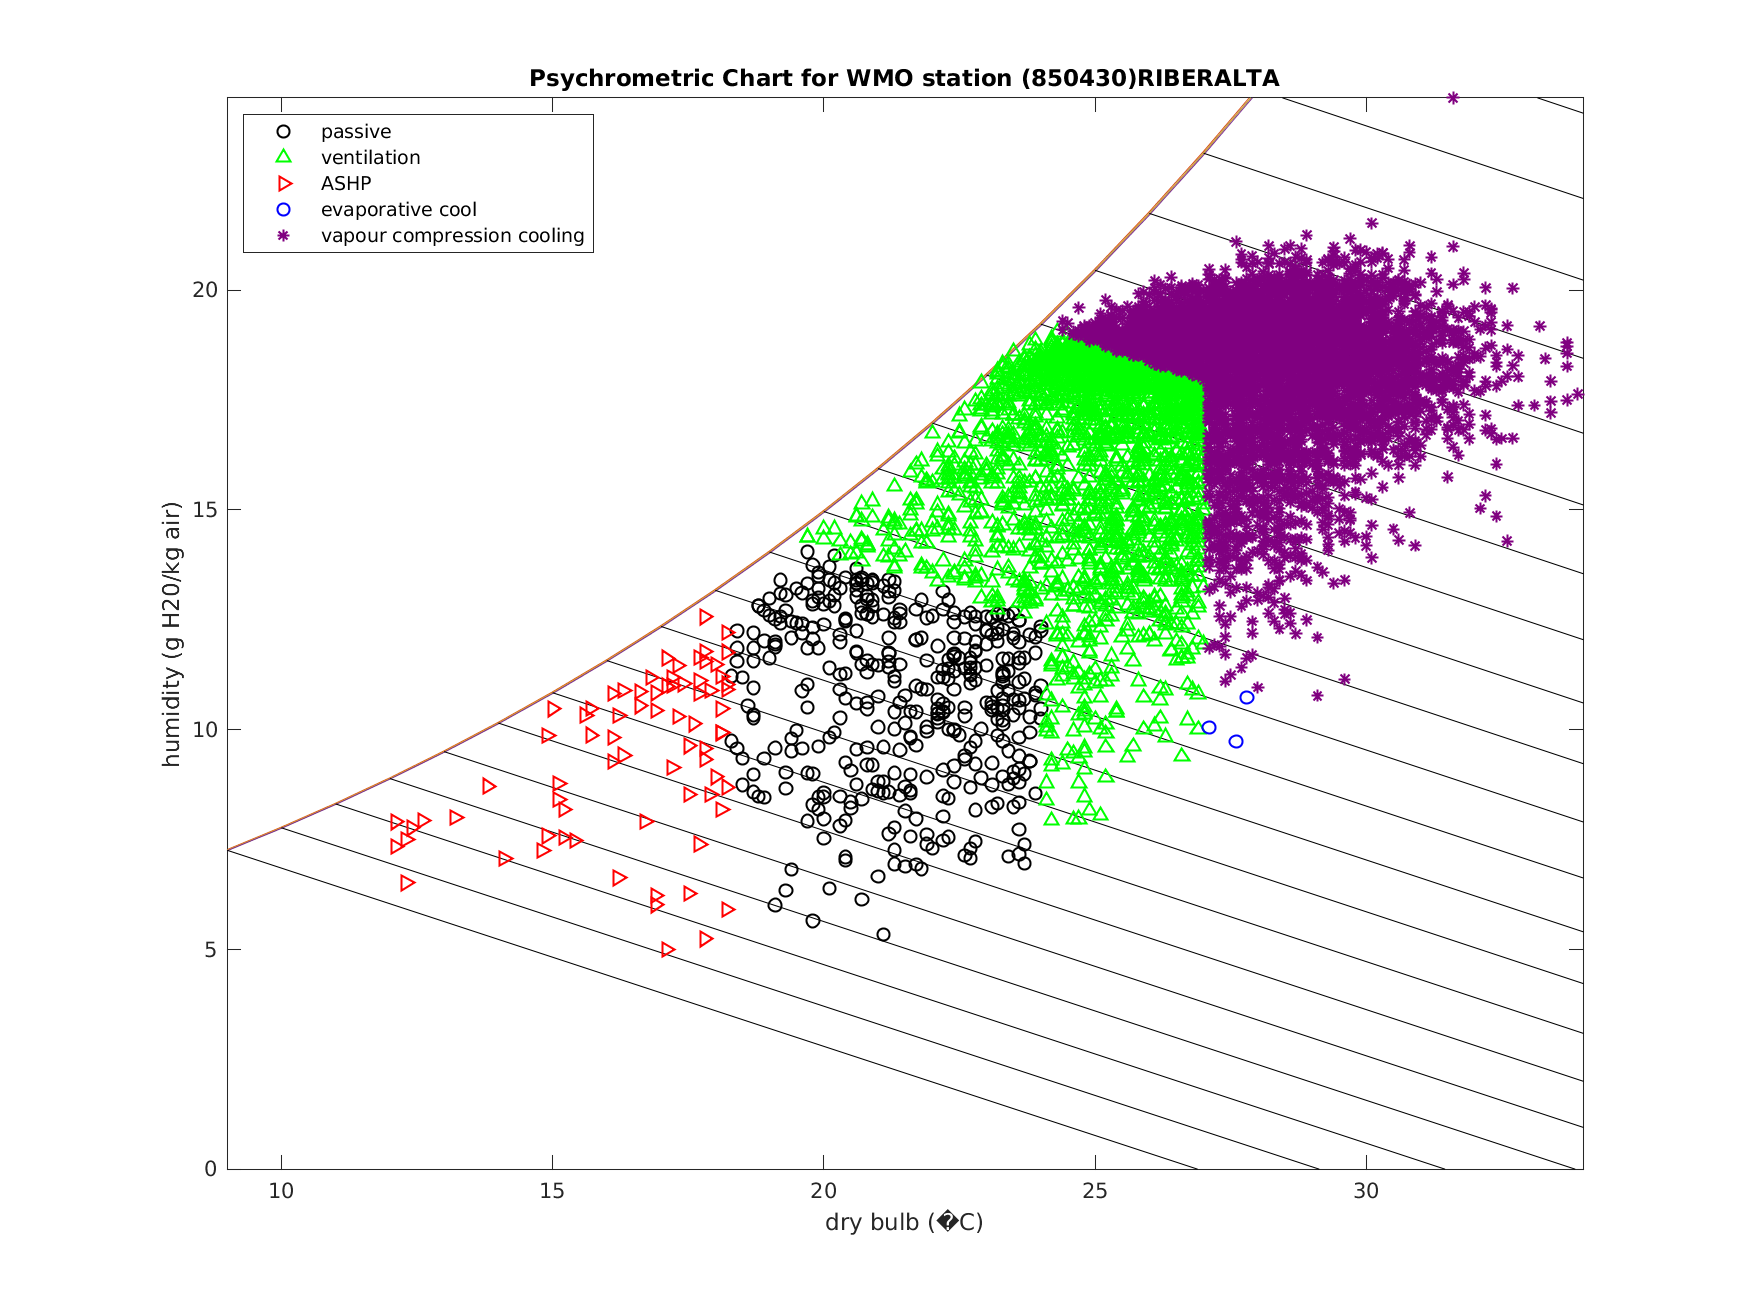 Psychrometric Chart for WMO station (850430)RIBERALTA
passive
ventilation
ASHP
evaporative cool
vapour compression cooling
humidity (g H20/kg air)
20
15
10
5
0
10
15
20
25
30
dry bulb (�C)